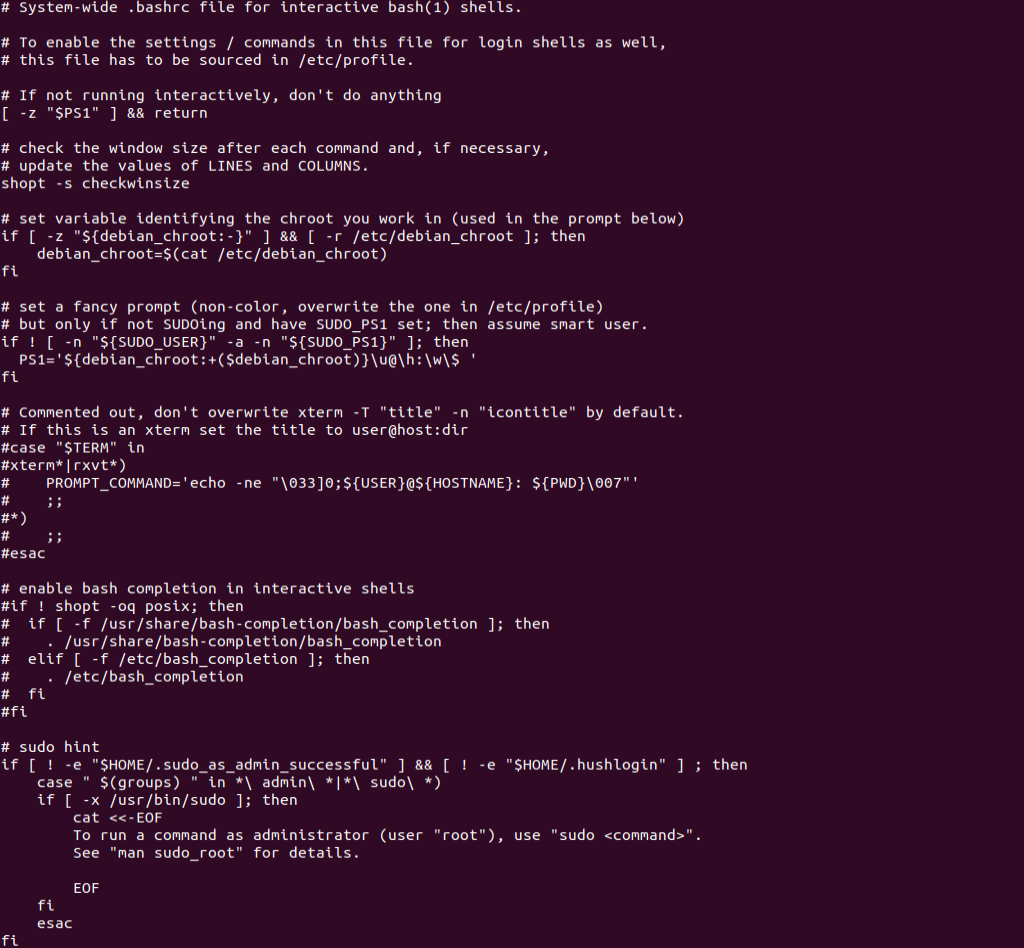 # System-wide .bashrc file for interactive bash(1) shells.

# To enable the settings / commands in this file for login shells as well,
# this file has to be sourced in /etc/profile.

# If not running interactively, don't do anything
[ -z "$PS1" ] && return

# check the window size after each command and, if necessary,
# update the values of LINES and COLUMNS.
shopt -s checkwinsize

# set variable identifying the chroot you work in (used in the prompt below)
if [ -z "${debian_chroot:-}" ] && [ -r /etc/debian_chroot ]; then
    debian_chroot=$(cat /etc/debian_chroot)
fi

# set a fancy prompt (non-color, overwrite the one in /etc/profile)
# but only if not SUDOing and have SUDO_PS1 set; then assume smart user.
if ! [ -n "${SUDO_USER}" -a -n "${SUDO_PS1}" ]; then
  PS1='${debian_chroot:+($debian_chroot)}\u@\h:\w\$ '
fi

# Commented out, don't overwrite xterm -T "title" -n "icontitle" by default.
# If this is an xterm set the title to user@host:dir
#case "$TERM" in
#xterm*|rxvt*)
#    PROMPT_COMMAND='echo -ne "\033]0;${USER}@${HOSTNAME}: ${PWD}\007"'
#    ;;
#*)
#    ;;
#esac

# enable bash completion in interactive shells
#if ! shopt -oq posix; then
#  if [ -f /usr/share/bash-completion/bash_completion ]; then
#    . /usr/share/bash-completion/bash_completion
#  elif [ -f /etc/bash_completion ]; then
#    . /etc/bash_completion
#  fi
#fi

# sudo hint
if [ ! -e "$HOME/.sudo_as_admin_successful" ] && [ ! -e "$HOME/.hushlogin" ] ; then
    case " $(groups) " in *\ admin\ *|*\ sudo\ *)
    if [ -x /usr/bin/sudo ]; then
        cat <<-EOF
        To run a command as administrator (user "root"), use "sudo <command>".
        See "man sudo_root" for details.

        EOF
    fi
    esac
fi